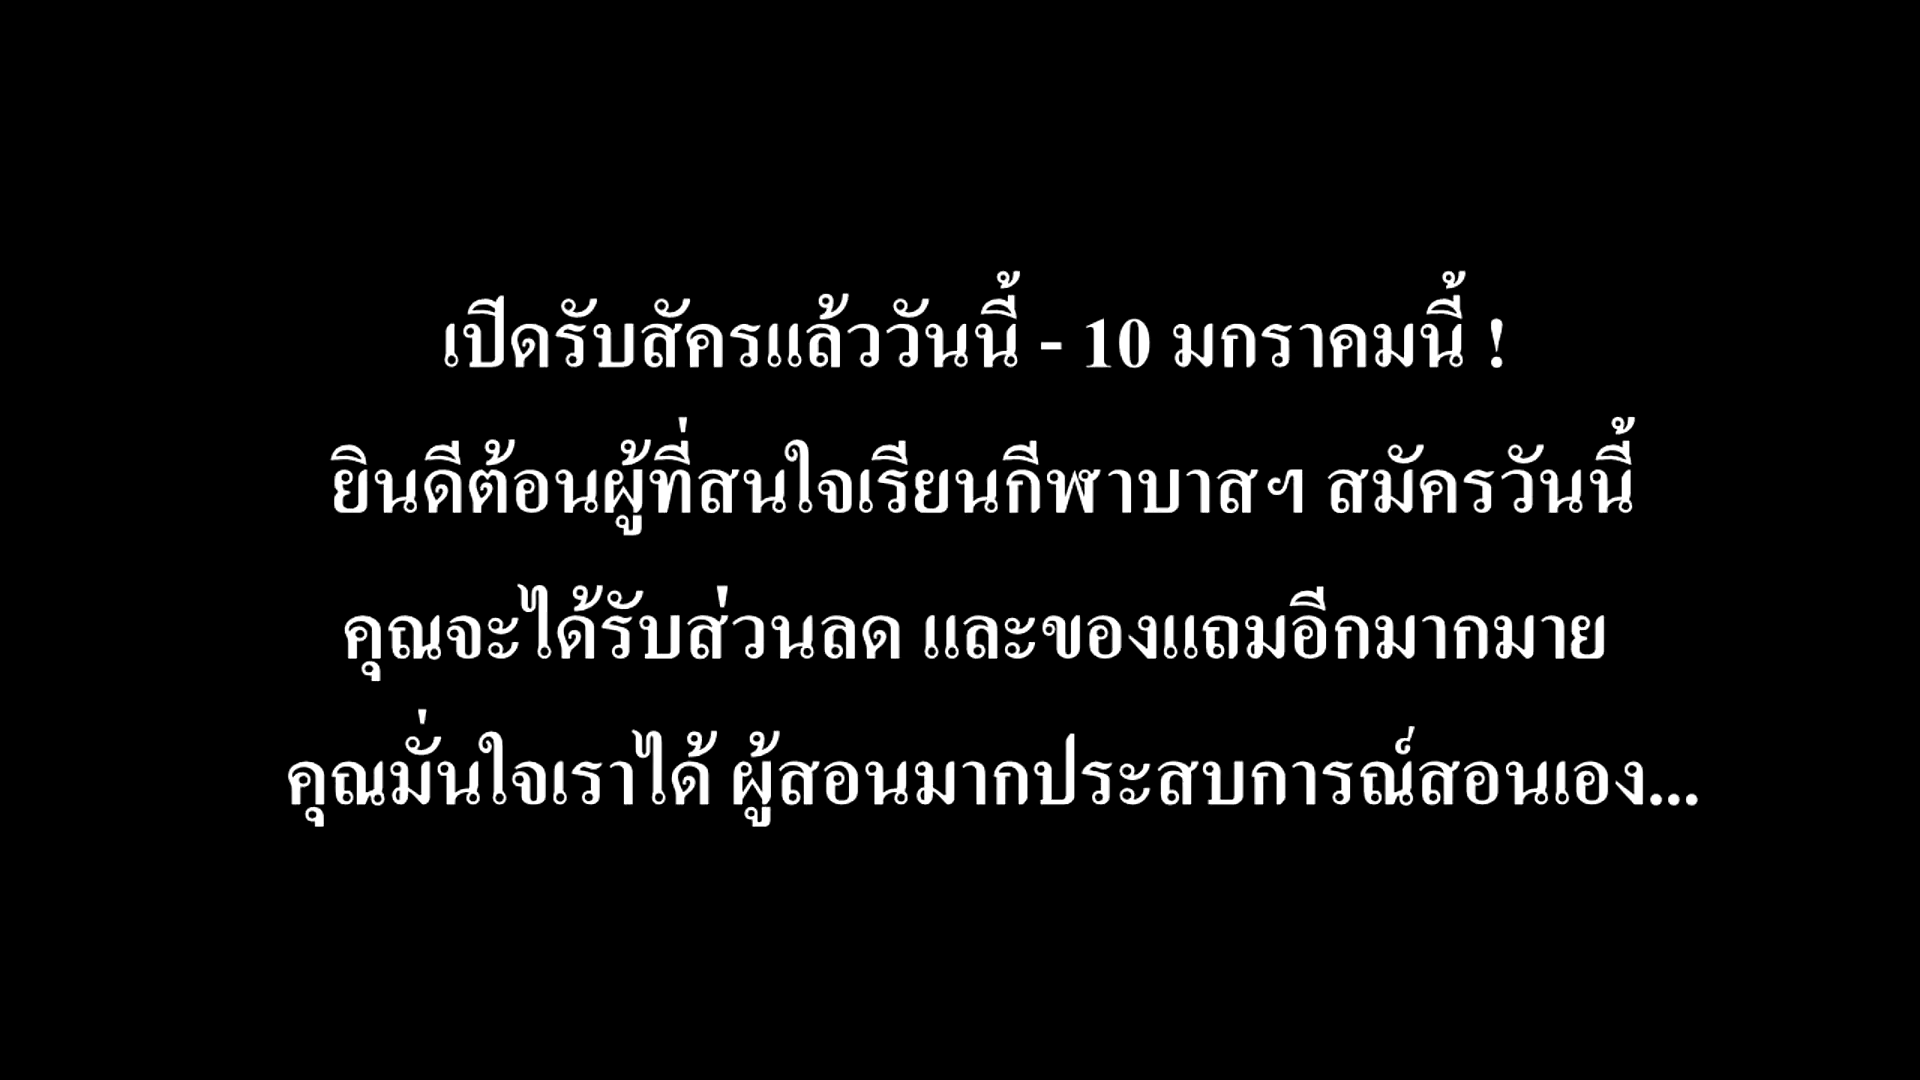 เปิดรับสัครแล้ววันนี้ - 10 มกราคมนี้ !
ยินดีต้อนผู้ที่สนใจเรียนกีฬาบาสฯ สมัครวันนี้
คุณจะได้รับส่วนลด และของแถมอีกมากมาย
คุณมั่นใจเราได้ ผู้สอนมากประสบการณ์สอนเอง...